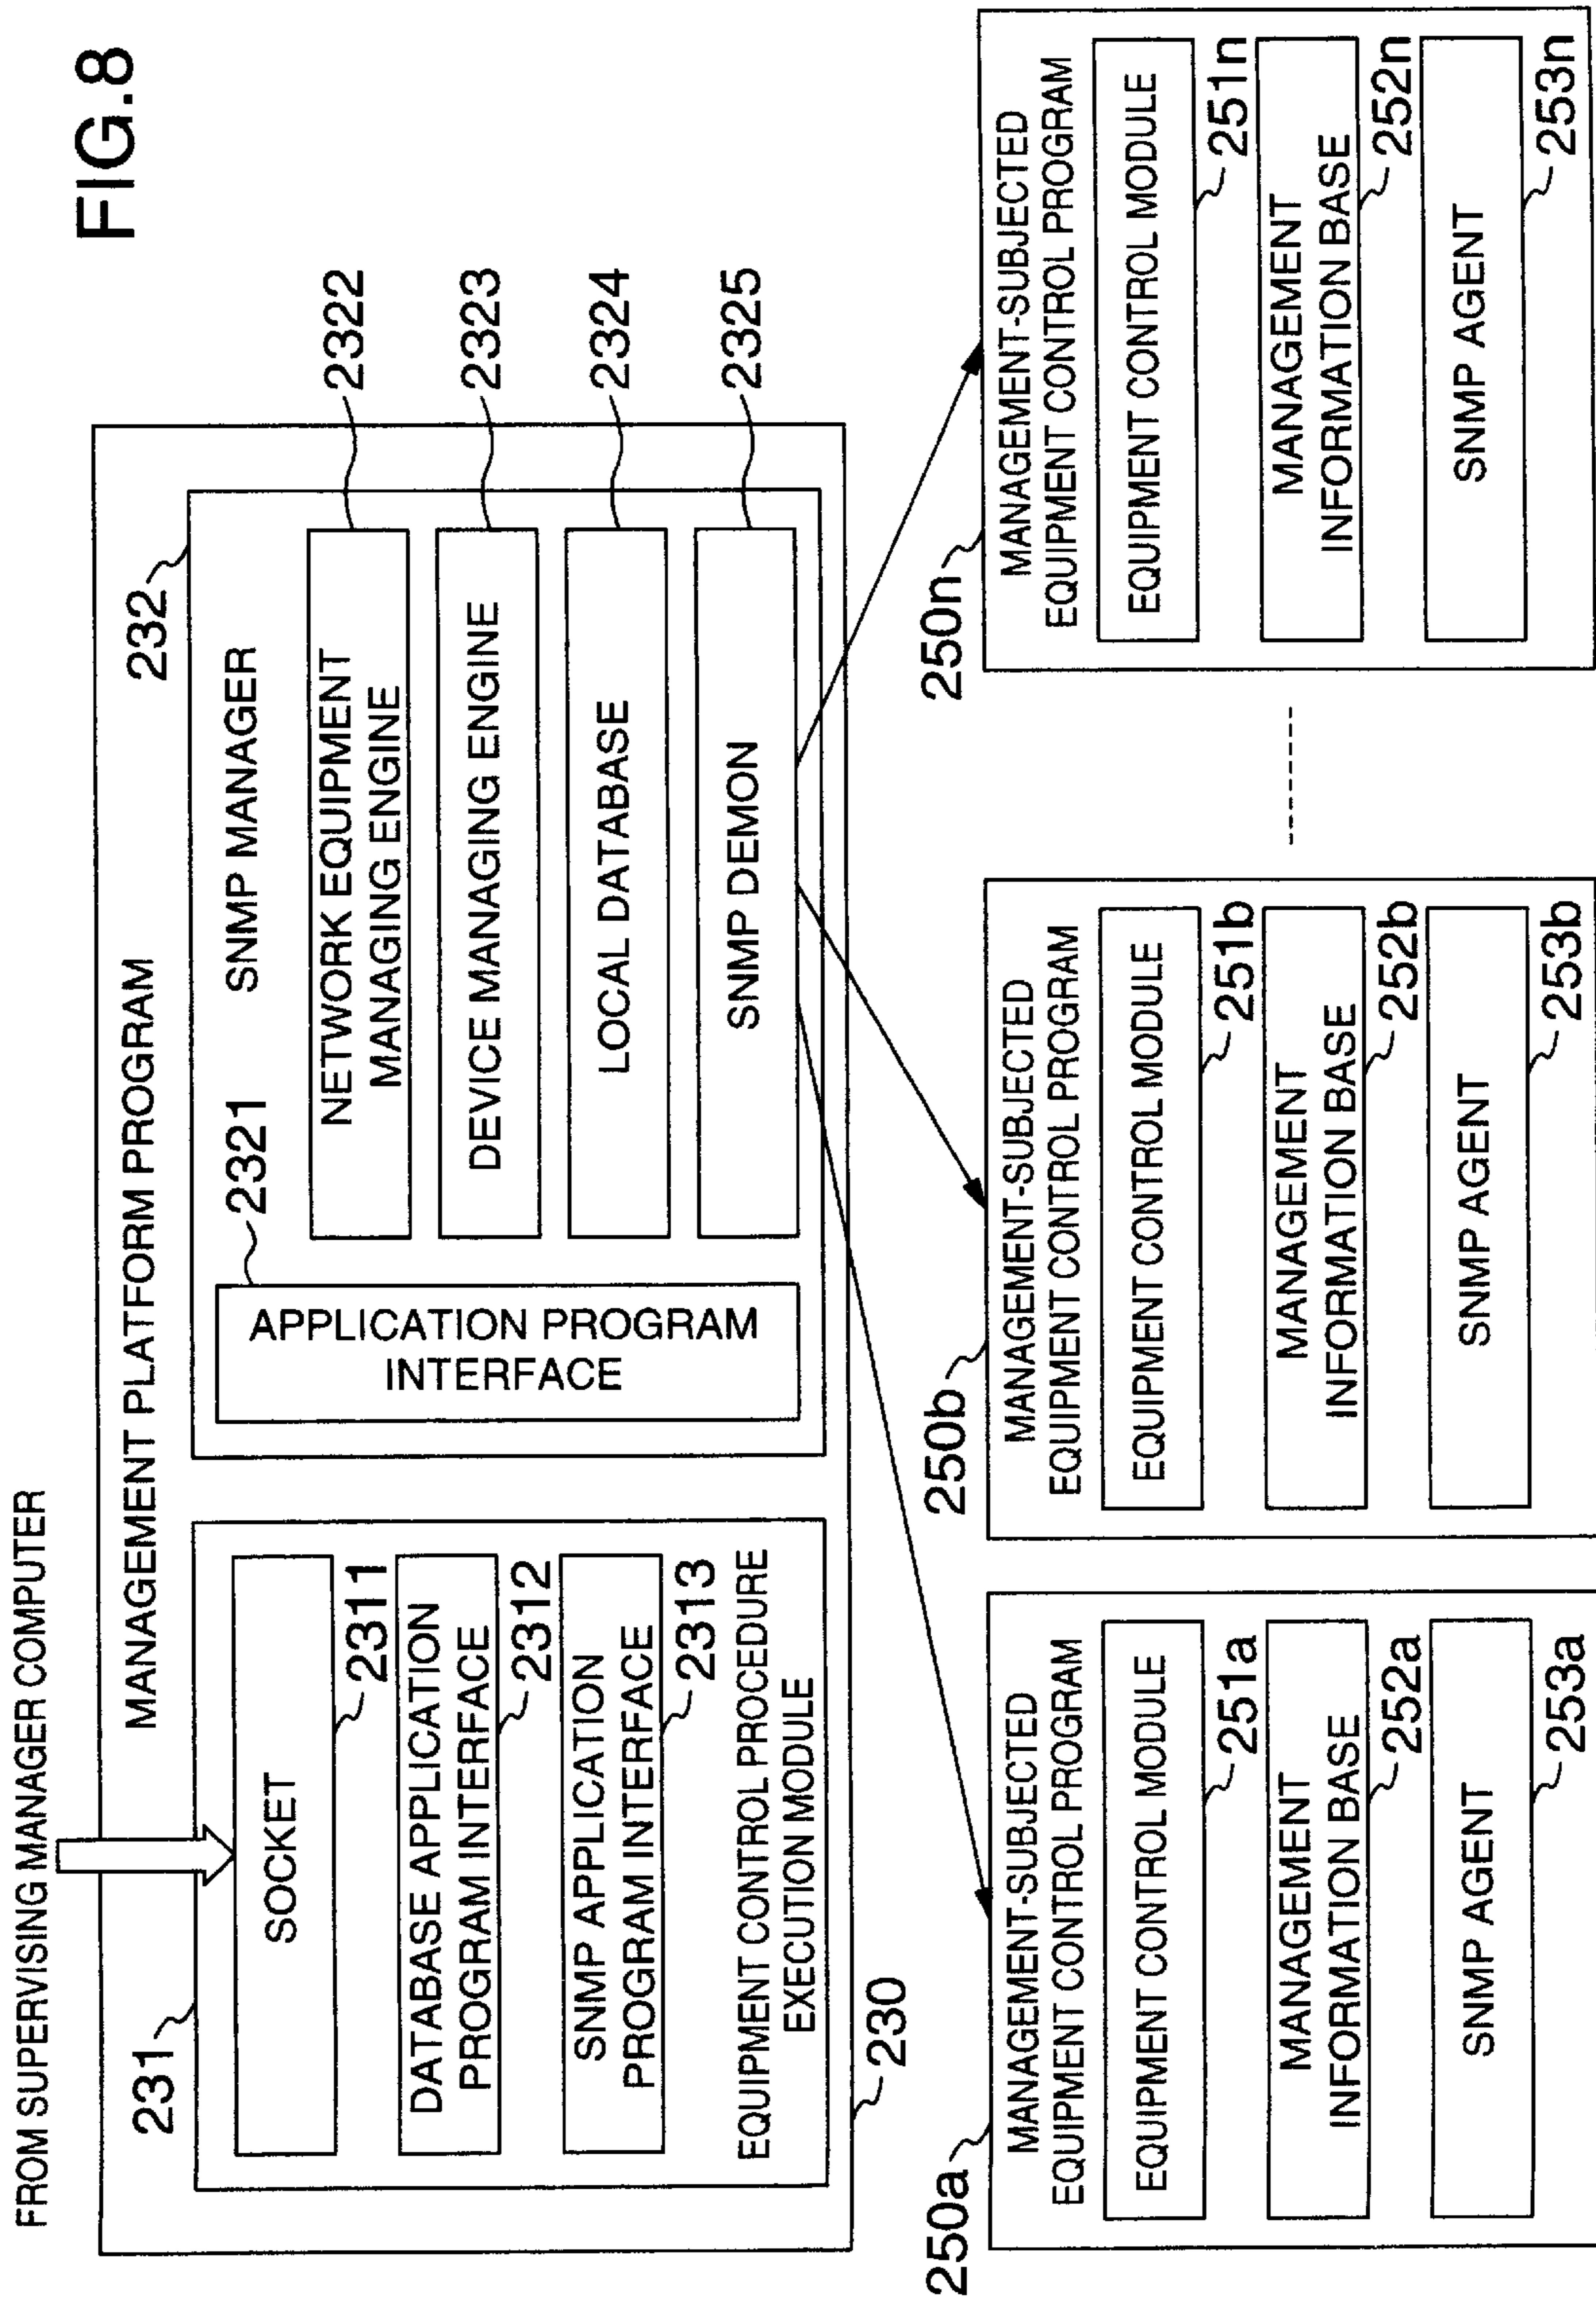 FIG.8
FROM SUPERVISING MANAGER COMPUTER
MANAGEMENT PLATFORM PROGRAM
231
SOCKET
2311
DATABASE APPLICATION
PROGRAM INTERFACE
2312
SNMP APPLICATION
PROGRAM INTERFACE
2313
EQUIPMENT CONTROL PROCEDURE
EXECUTION MODULE
230
232
SNMP MANAGER
2321
APPLICATION PROGRAM
INTERFACE
NETWORK EQUIPMENT
MANAGING ENGINE
2322
DEVICE MANAGING ENGINE
2323
LOCAL DATABASE
2324
SNMP DEMON
2325
250a
MANAGEMENT-SUBJECTED
EQUIPMENT CONTROL PROGRAM
EQUIPMENT CONTROL MODULE
251a
MANAGEMENT
INFORMATION BASE
252a
SNMP AGENT
253a
250b
MANAGEMENT-SUBJECTED
EQUIPMENT CONTROL PROGRAM
EQUIPMENT CONTROL MODULE
251b
MANAGEMENT
INFORMATION BASE
252b
SNMP AGENT
253b
250n
MANAGEMENT-SUBJECTED
EQUIPMENT CONTROL PROGRAM
EQUIPMENT CONTROL MODULE
251n
MANAGEMENT
INFORMATION BASE
252n
SNMP AGENT
253n